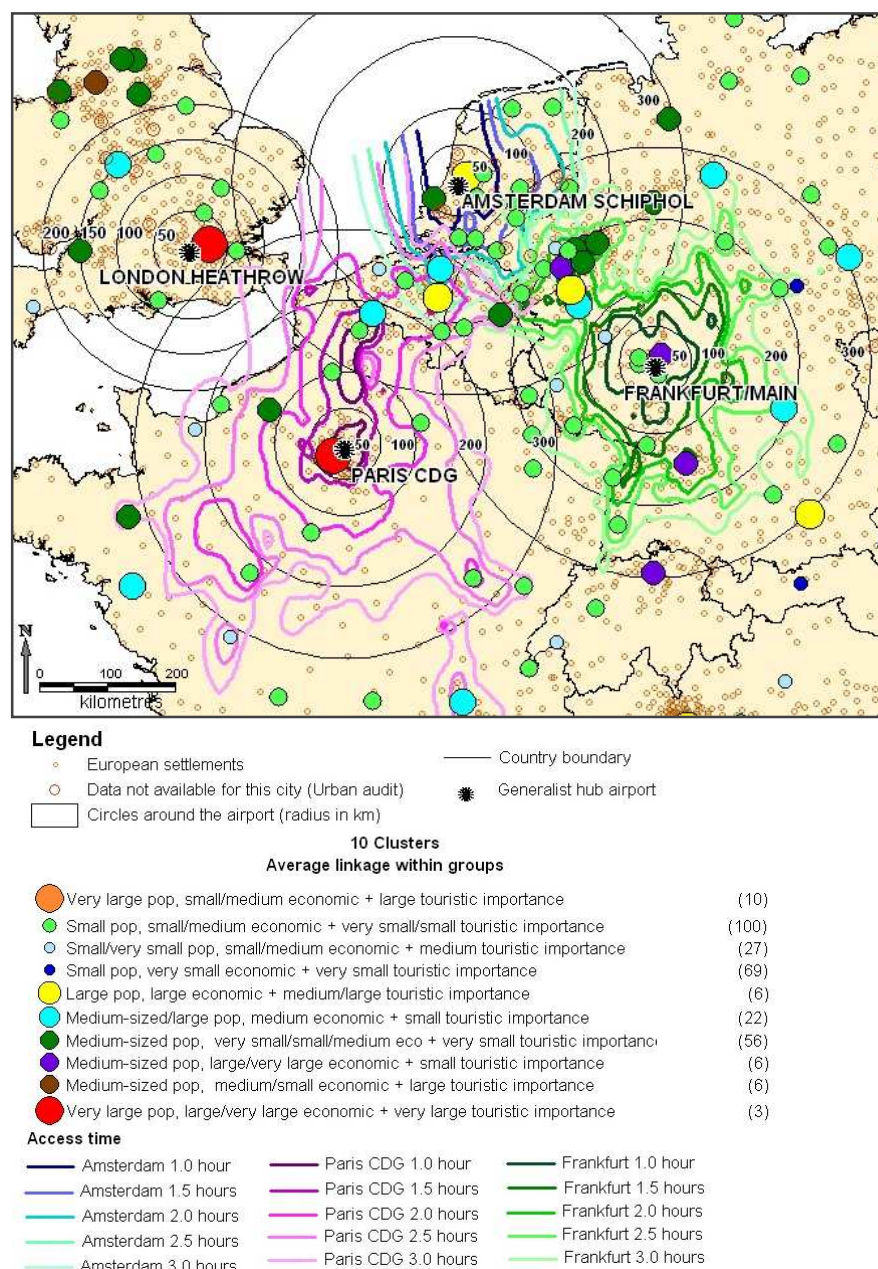 300
200
100
50
AMSTERDAM SCHIPHOL
200 150 100 50
LONDON HEATHROW
50 100 200 300
FRANKFURT/MAIN
50 100 200 300
PARIS CDG
N
0 100 200
kilometres
Legend
European settlements
Country boundary
Data not available for this city (Urban audit)
Generalist hub airport
Circles around the airport (radius in km)
10 Clusters
Average linkage within groups
Very large pop, small/medium economic + large touristic importance (10)
Small pop, small/medium economic + very small/small touristic importance (100)
Small/very small pop, small/medium economic + medium touristic importance (27)
Small pop, very small economic + very small touristic importance (69)
Large pop, large economic + medium/large touristic importance (6)
Medium-sized/large pop, medium economic + small touristic importance (22)
Medium-sized pop, very small/small/medium eco + very small touristic importanc (56)
Medium-sized pop, large/very large economic + small touristic importance (6)
Medium-sized pop, medium/small economic + large touristic importance (6)
Very large pop, large/very large economic + very large touristic importance (3)
Access time
Amsterdam 1.0 hour Paris CDG 1.0 hour Frankfurt 1.0 hour
Amsterdam 1.5 hours Paris CDG 1.5 hours Frankfurt 1.5 hours
Amsterdam 2.0 hours Paris CDG 2.0 hours Frankfurt 2.0 hours
Amsterdam 2.5 hours Paris CDG 2.5 hours Frankfurt 2.5 hours
Amsterdam 3.0 hours Paris CDG 3.0 hours Frankfurt 3.0 hours